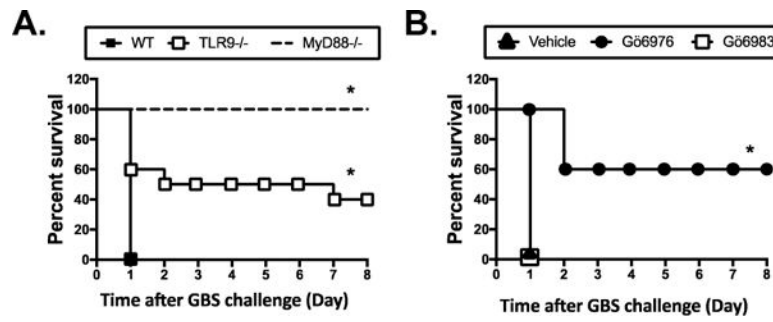 A.
WT TLR9-/- MyD88-/-
120
100
80
60
40
20
0
Percent survival
*
*
0 1 2 3 4 5 6 7 8
Time after GBS challenge (Day)
B.
Vehicle Gö6976 Gö6983
120
100
80
60
40
20
0
Percent survival
*
0 1 2 3 4 5 6 7 8
Time after GBS challenge (Day)